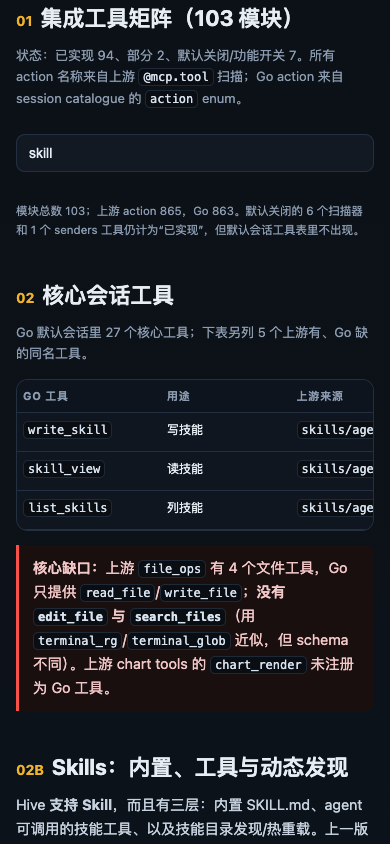 01 集成工具矩阵（103 模块）
状态：已实现 94、部分 2、默认关闭/功能开关 7。所有
action 名称来自上游 @mcp.tool 扫描；Go action 来自
session catalogue 的 action enum。
skill
模块总数 103；上游 action 865，Go 863。默认关闭的 6 个扫描器
和 1 个 senders 工具仍计为“已实现”，但默认会话工具表里不出现。
02 核心会话工具
Go 默认会话里 27 个核心工具；下表另列 5 个上游有、Go 缺
的同名工具。
GO 工具 用途 上游来源
write_skill 写技能 skills/age
skill_view 读技能 skills/age
list_skills 列技能 skills/age
核心缺口：上游 file_ops 有 4 个文件工具，Go
只提供 read_file/write_file；没有
edit_file 与 search_files（用
terminal_rg/terminal_glob 近似，但 schema
不同）。上游 chart tools 的 chart_render 未注册
为 Go 工具。
02B Skills：内置、工具与动态发现
Hive 支持 Skill，而且有三层：内置 SKILL.md、agent
可调用的技能工具、以及技能目录发现/热重载。上一版